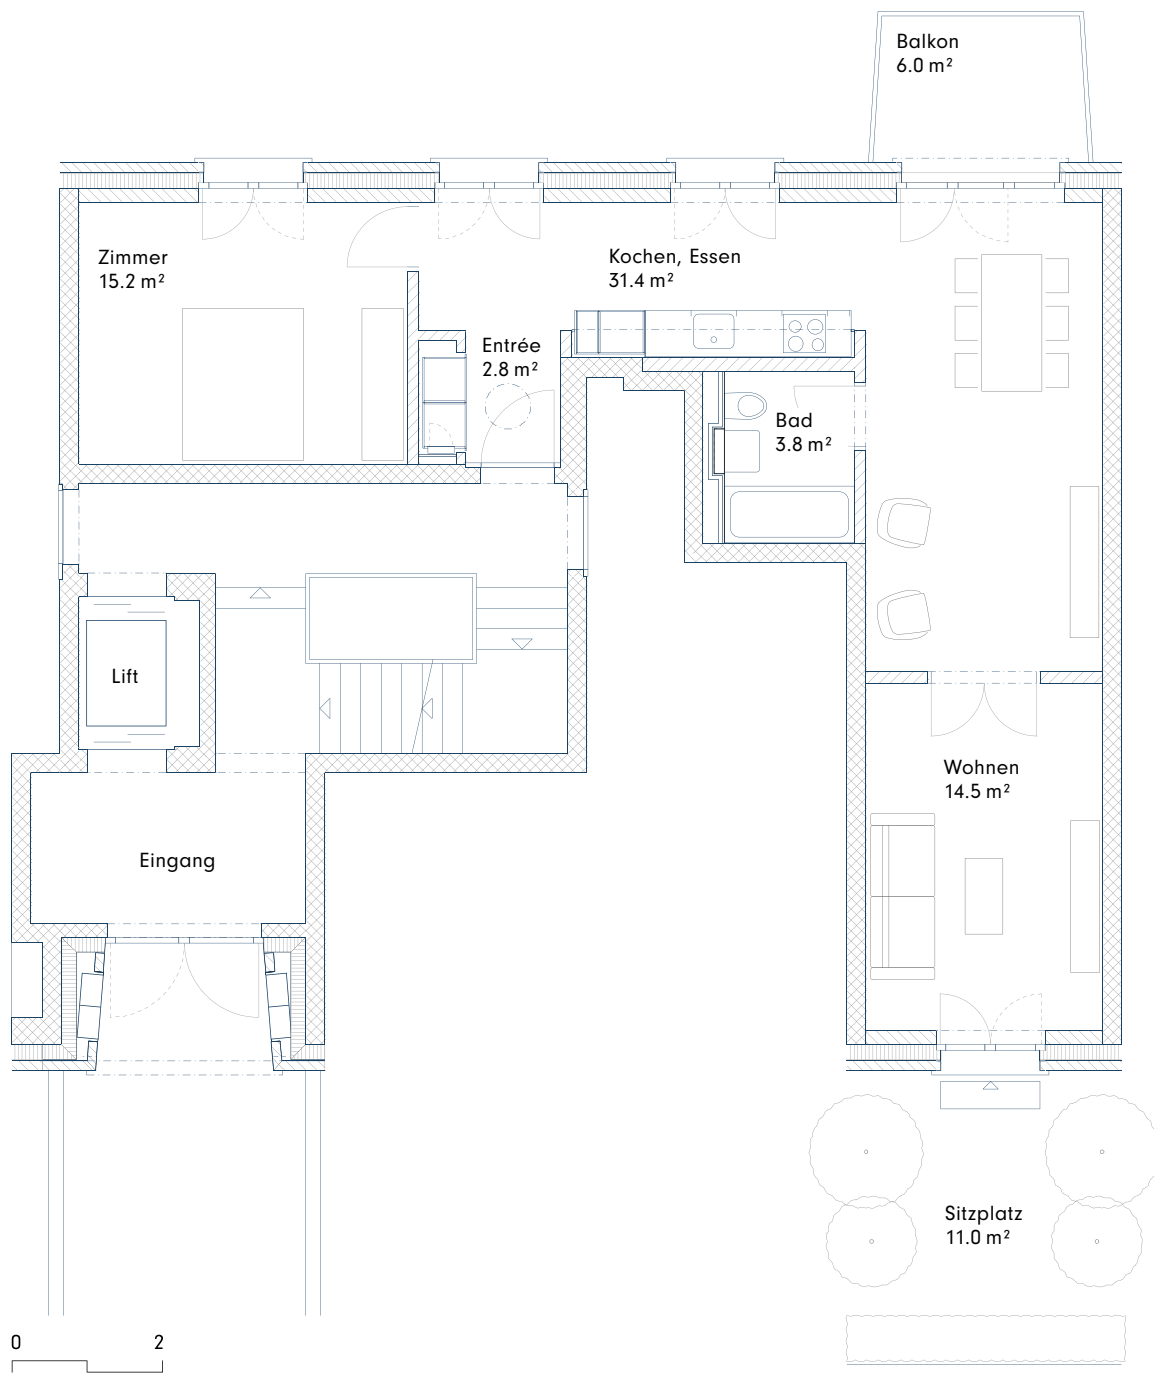 Balkon
6.0 m²
Zimmer
15.2 m²
Kochen, Essen
31.4 m²
Entrée
2.8 m²
Bad
3.8 m²
Lift
Wohnen
14.5 m²
Eingang
Sitzplatz
11.0 m²
0 2